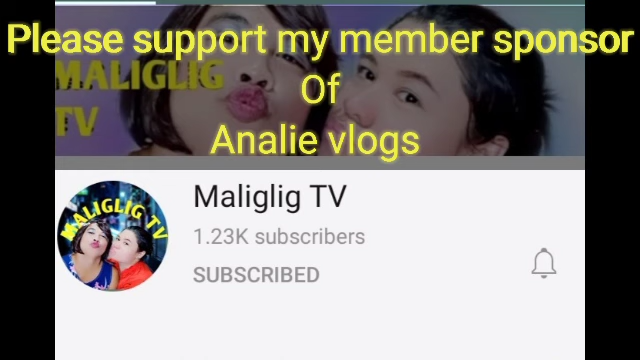 Please support my member sponsor
Of
Analie vlogs
MALIGLIG
TV
MALIGLIG TV
Maliglig TV
1.23K subscribers
SUBSCRIBED